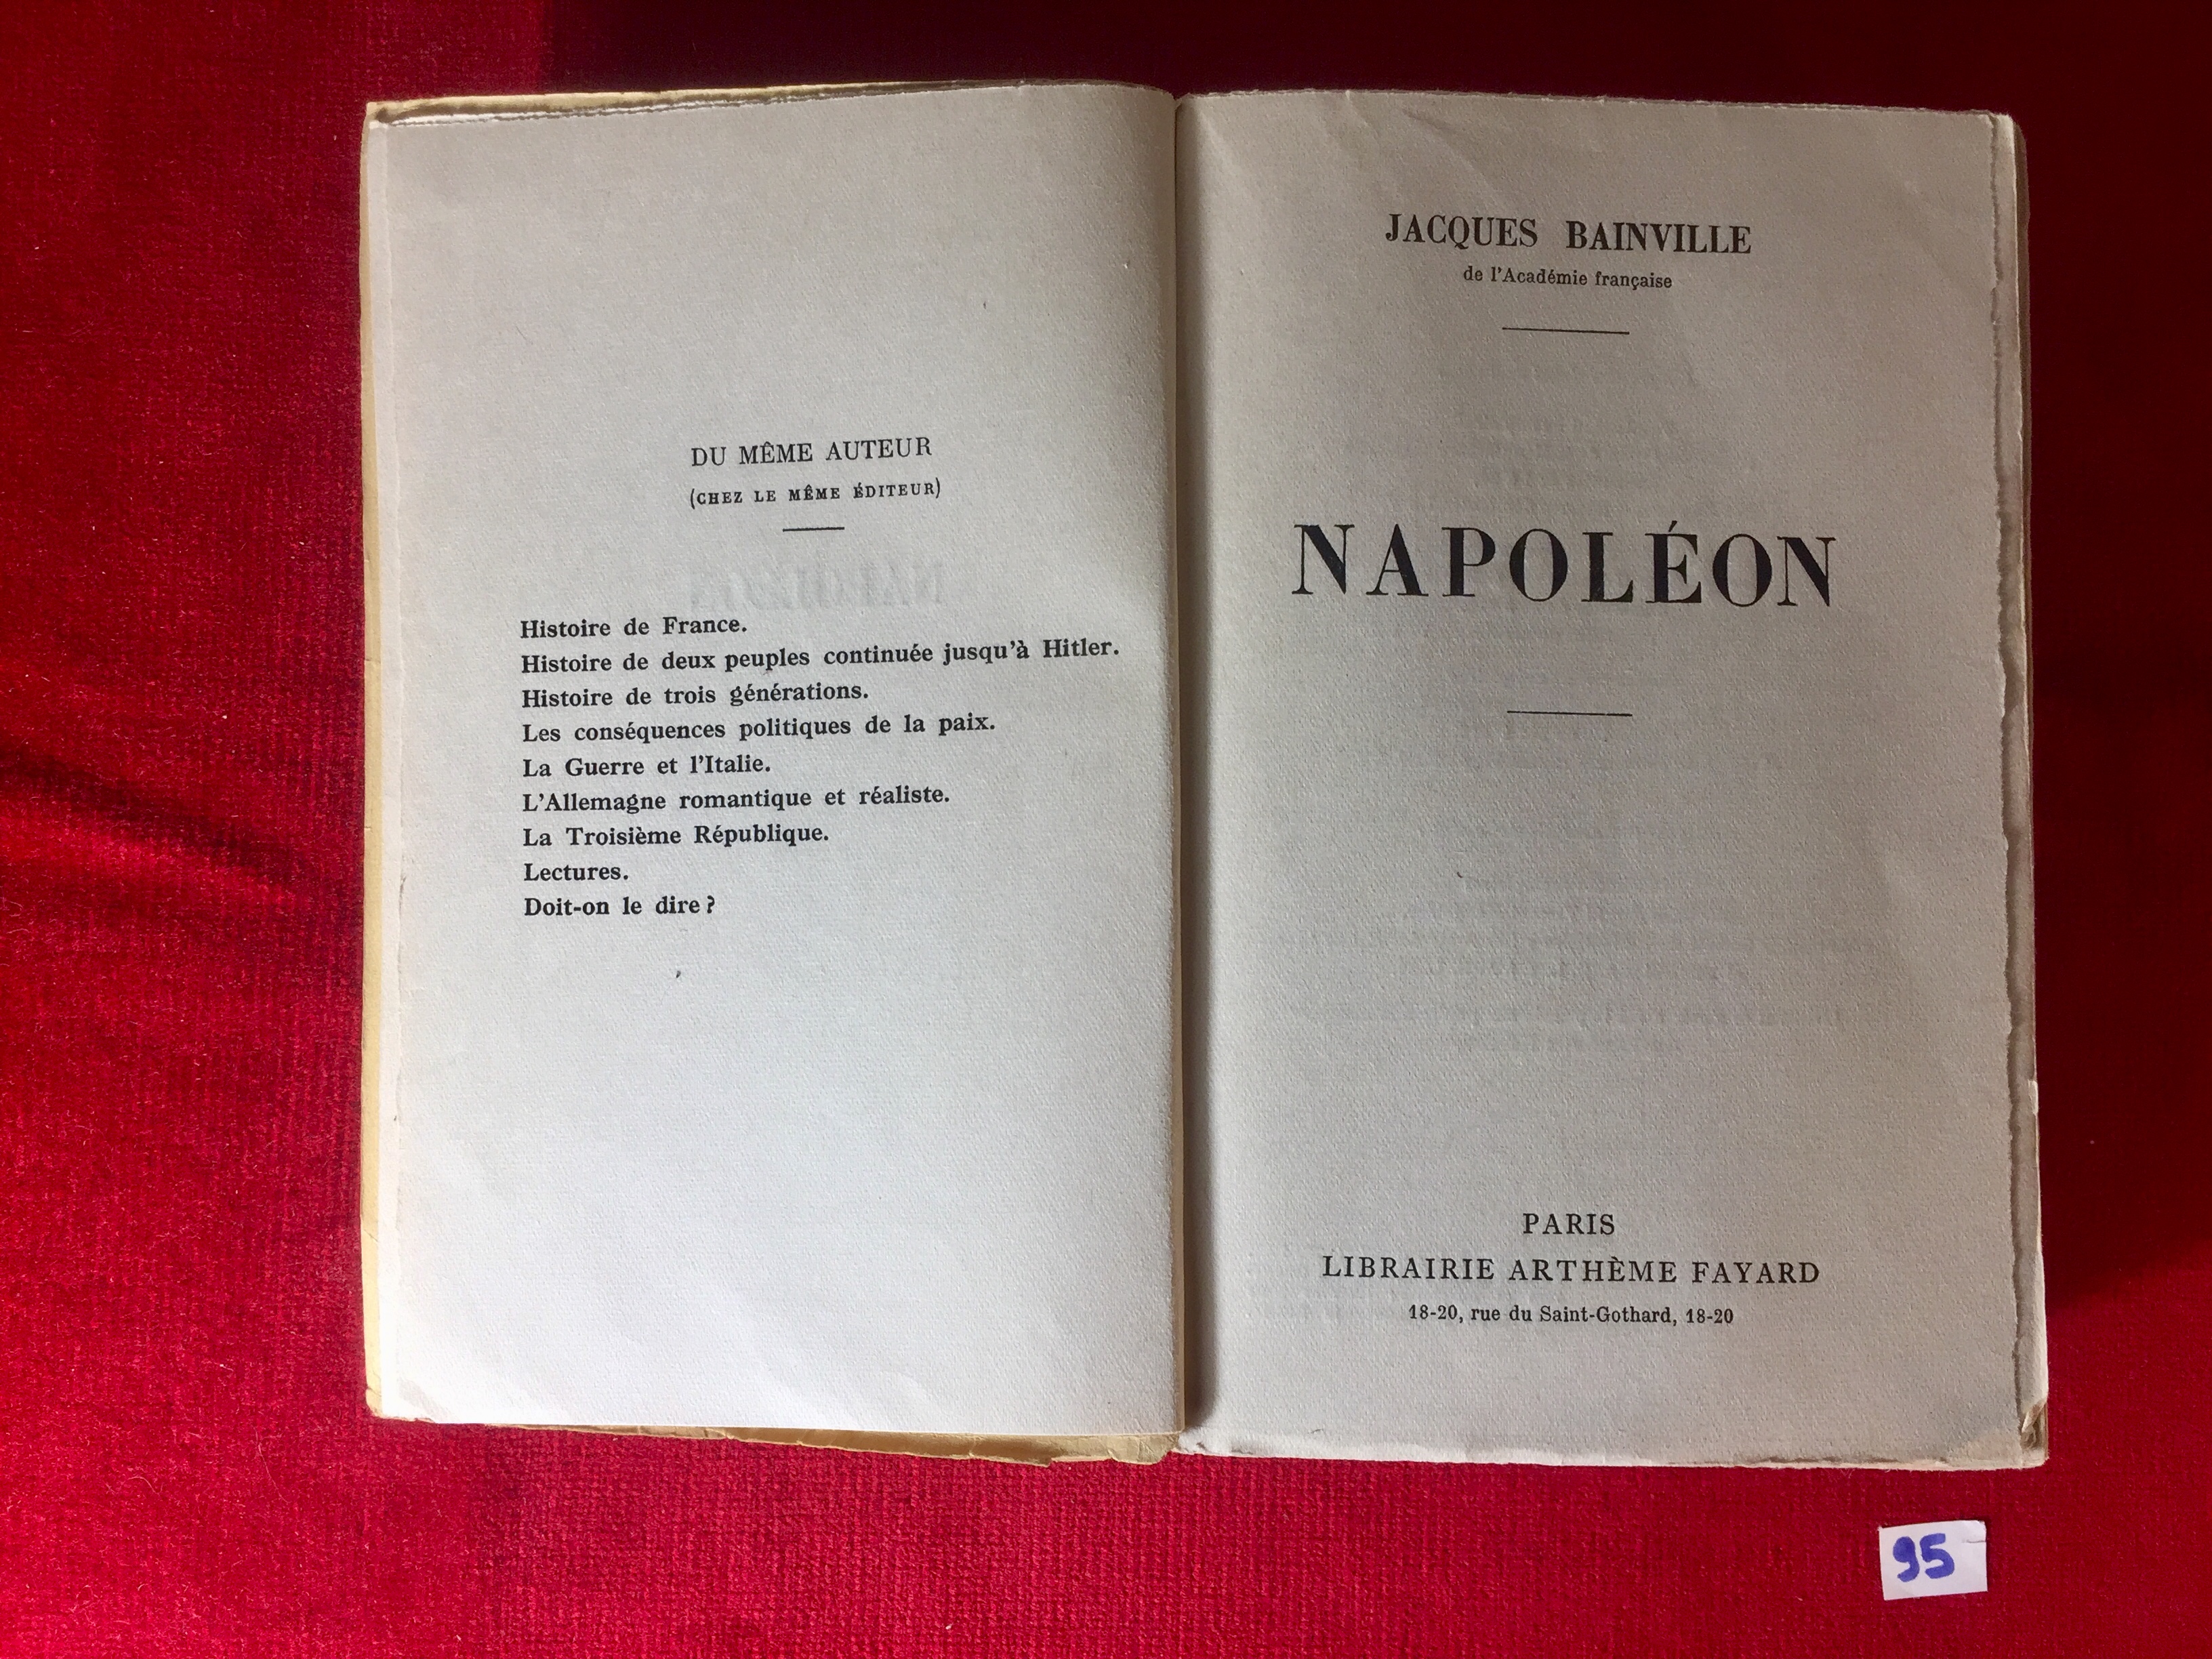 DU MÊME AUTEUR
(CHEZ LE MÊME ÉDITEUR)
Histoire de France.
Histoire de deux peuples continuée jusqu'à Hitler.
Histoire de trois générations.
Les conséquences politiques de la paix.
La Guerre et l'Italie.
L'Allemagne romantique et réaliste.
La Troisième République.
Lectures.
Doit-on le dire ?
JACQUES BAINVILLE
de l'Académie française
NAPOLÉON
PARIS
LIBRAIRIE ARTHÈME FAYARD
18-20, rue du Saint-Gothard, 18-20
95